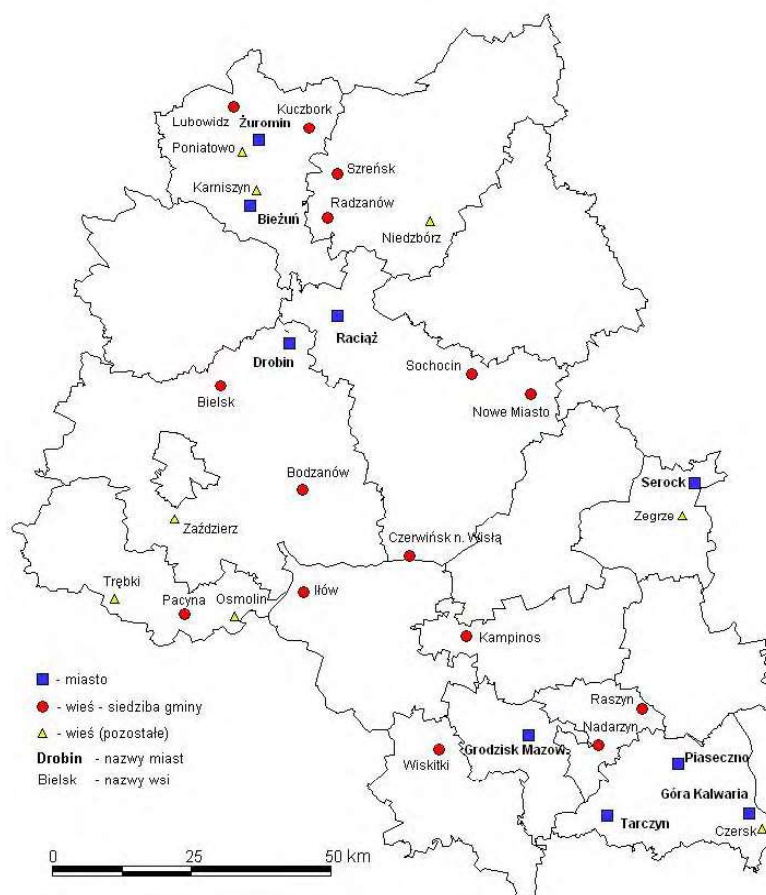 Kuczbork
Lubowidz
Żuromin
Poniatowo
Szreńsk
Karniszyn
Radzanów
Bieżuń
Niedzbórz
Raciąż
Drobin
Sochocin
Bielsk
Nowe Miasto
Bodzanów
Serock
Zegrze
Zaździerz
Czerwińsk n. Wisłą
Trębki
Pacyna
Osmolin
Iłów
Kampinos
Raszyn
Nadarzyn
Grodzisk Mazow.
Wiskitki
Piaseczno
Góra Kalwaria
Tarczyn
Czersk
- miasto
- wieś - siedziba gminy
- wieś (pozostałe)
Drobin - nazwy miast
Bielsk - nazwy wsi
0 25 50 km